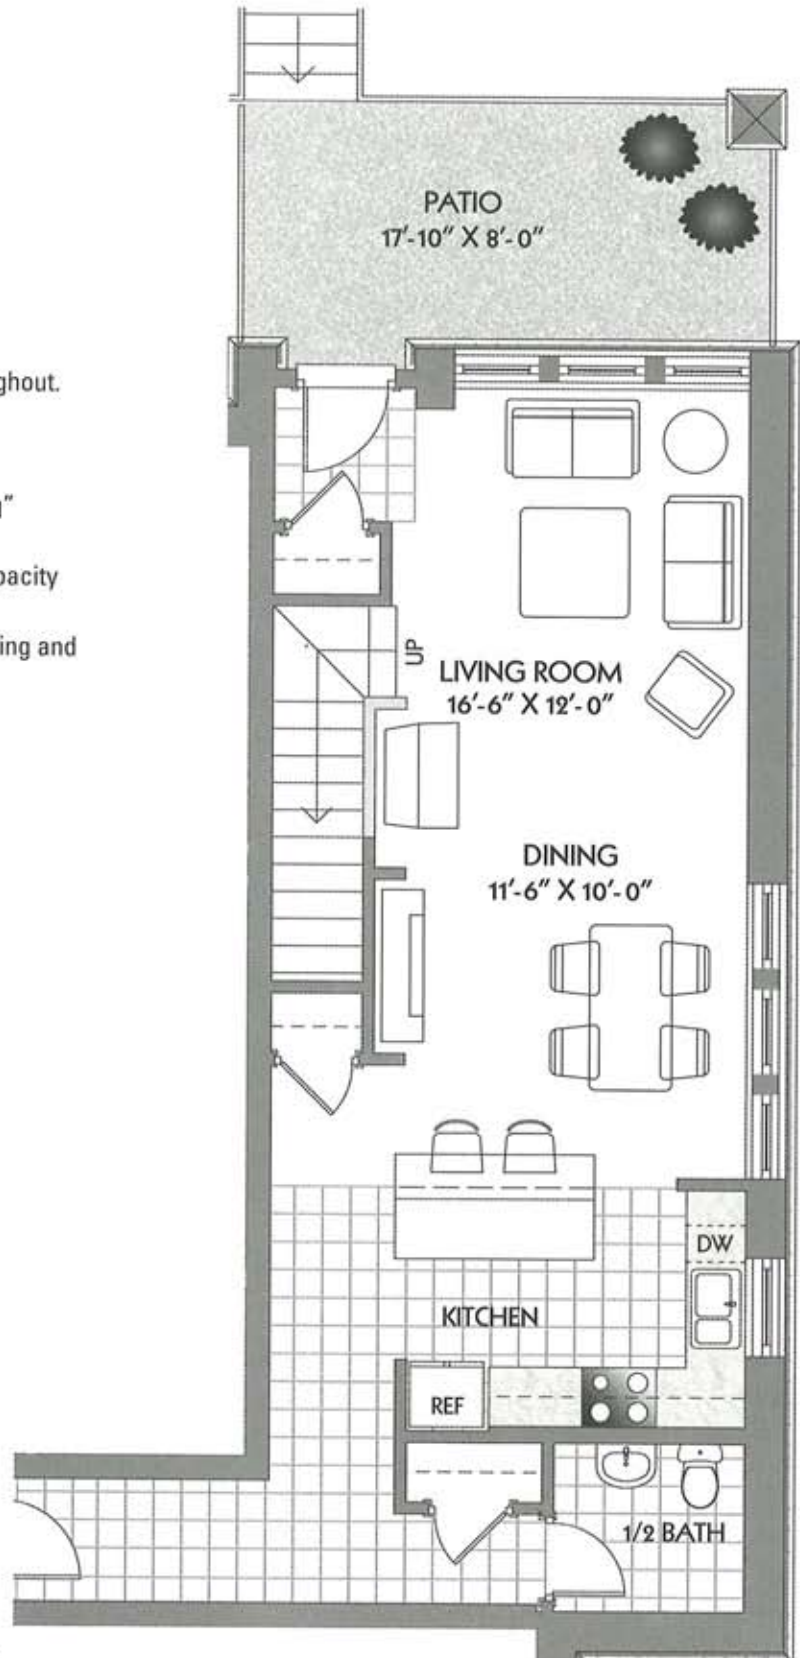 PATIO
17'-10" X 8'-0"
ghout.
"
pacity
ing and
UP
LIVING ROOM
16'-6" X 12'-0"
DINING
11'-6" X 10'-0"
DW
KITCHEN
REF
1/2 BATH